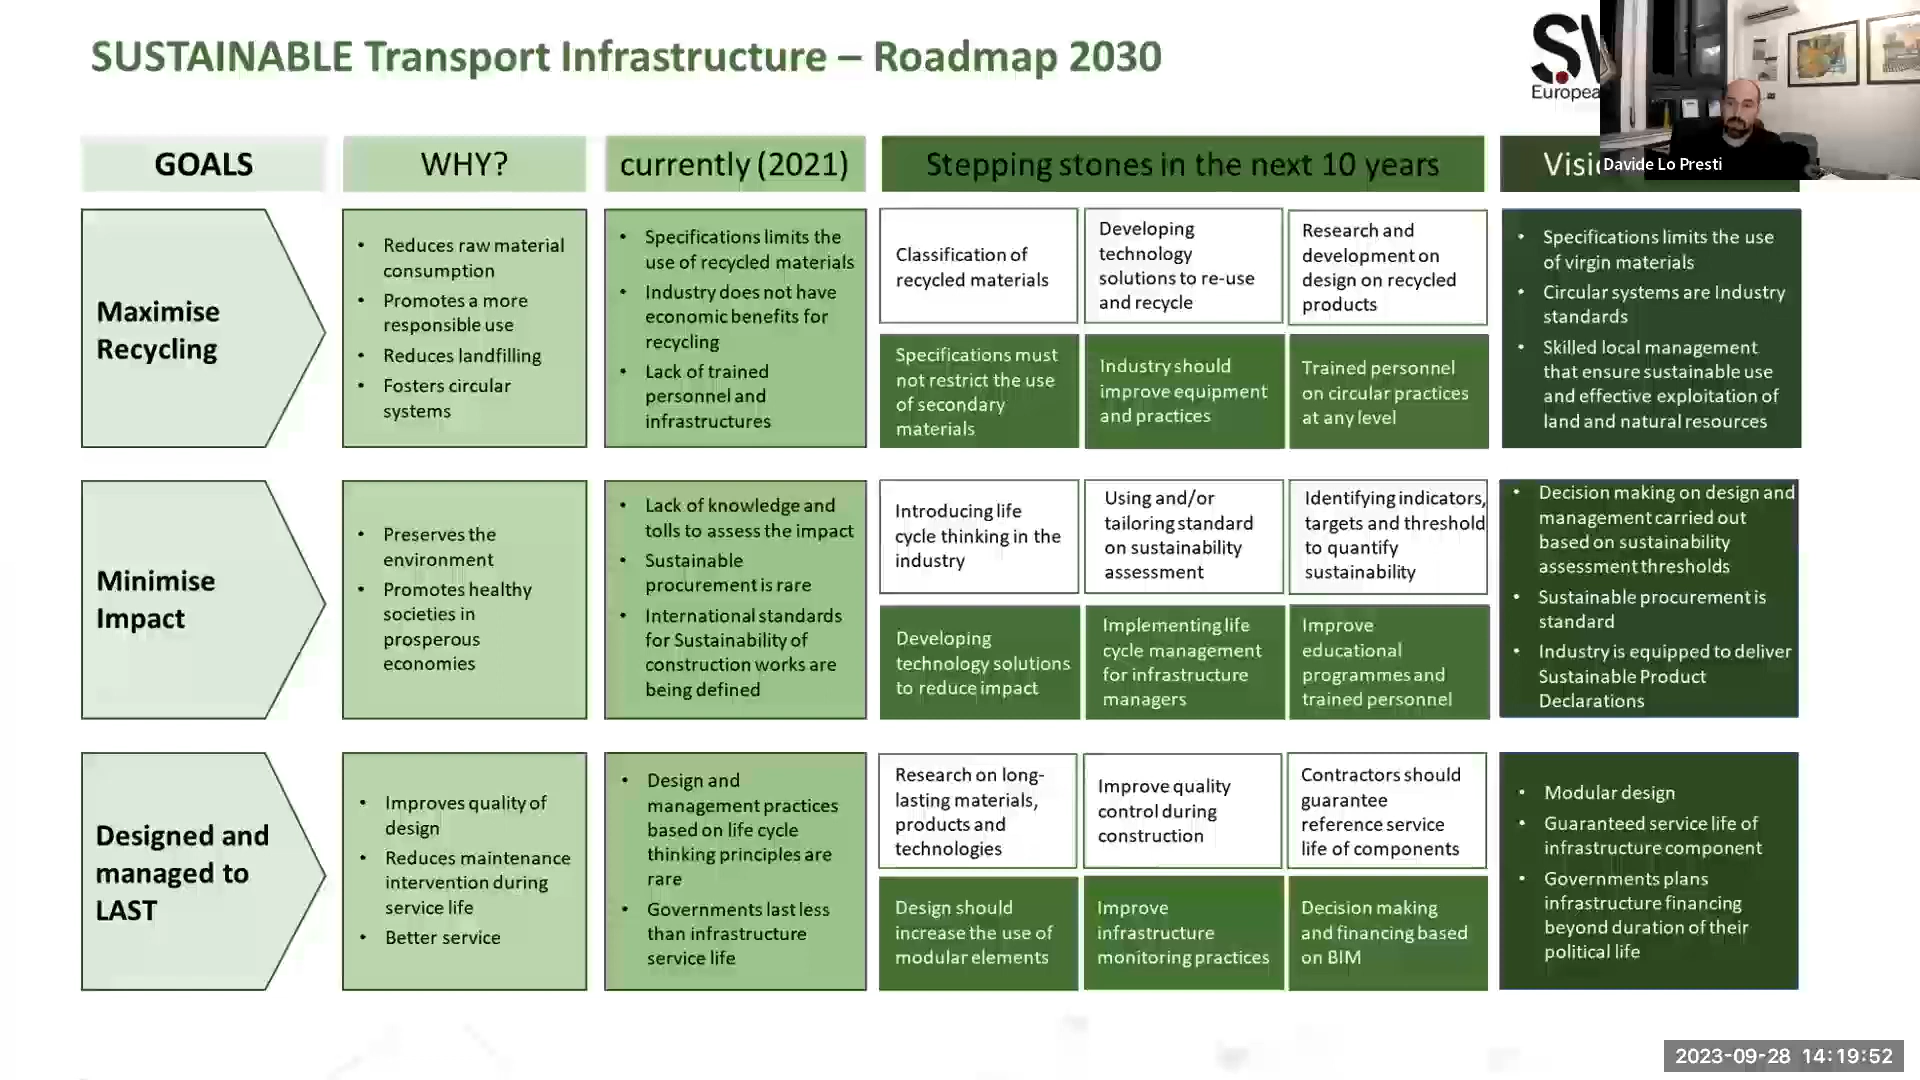 SUSTAINABLE Transport Infrastructure – Roadmap 2030
Europea
Davide Lo Presti
GOALS
WHY?
currently (2021)
Stepping stones in the next 10 years
Maximise
Recycling
• Reduces raw material
consumption
• Promotes a more
responsible use
• Reduces landfilling
• Fosters circular
systems
• Specifications limits the
use of recycled materials
• Industry does not have
economic benefits for
recycling
• Lack of trained
personnel and
infrastructures
Classification of
recycled materials
Developing
technology
solutions to re-use
and recycle
Research and
development on
design on recycled
products
Specifications must
not restrict the use
of secondary
materials
Industry should
improve equipment
and practices
Trained personnel
on circular practices
at any level
• Specifications limits the use
of virgin materials
• Circular systems are Industry
standards
• Skilled local management
that ensure sustainable use
and effective exploitation of
land and natural resources
Minimise
Impact
• Preserves the
environment
• Promotes healthy
societies in
prosperous
economies
• Lack of knowledge and
tolls to assess the impact
• Sustainable
procurement is rare
• International standards
for Sustainability of
construction works are
being defined
Introducing life
cycle thinking in the
industry
Using and/or
tailoring standard
on sustainability
assessment
Identifying indicators,
targets and threshold
to quantify
sustainability
Developing
technology solutions
to reduce impact
Implementing life
cycle management
for infrastructure
managers
Improve
educational
programmes and
trained personnel
• Decision making on design and
management carried out
based on sustainability
assessment thresholds
• Sustainable procurement is
standard
• Industry is equipped to deliver
Sustainable Product
Declarations
Designed and
managed to
LAST
• Improves quality of
design
• Reduces maintenance
intervention during
service life
• Better service
• Design and
management practices
based on life cycle
thinking principles are
rare
• Governments last less
than infrastructure
service life
Research on long-
lasting materials,
products and
technologies
Improve quality
control during
construction
Contractors should
guarantee
reference service
life of components
Design should
increase the use of
modular elements
Improve
infrastructure
monitoring practices
Decision making
and financing based
on BIM
• Modular design
• Guaranteed service life of
infrastructure component
• Governments plans
infrastructure financing
beyond duration of their
political life
2023-09-28 14:19:52